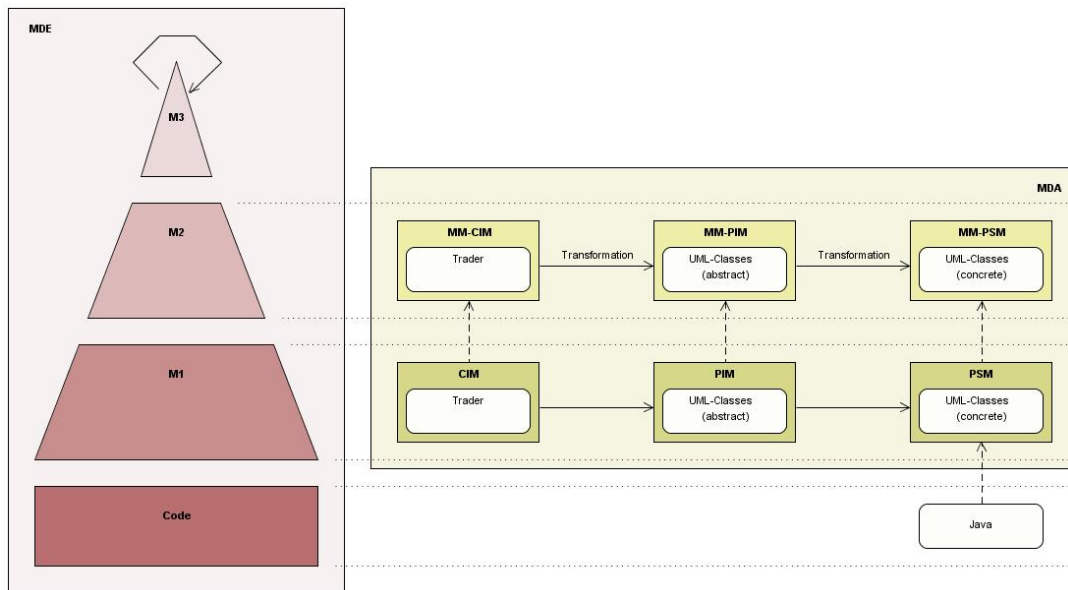 MDE
M3
M2
M1
Code
MDA
MM-CIM
Trader
Transformation
MM-PIM
UML-Classes
(abstract)
Transformation
MM-PSM
UML-Classes
(concrete)
CIM
Trader
PIM
UML-Classes
(abstract)
PSM
UML-Classes
(concrete)
Java